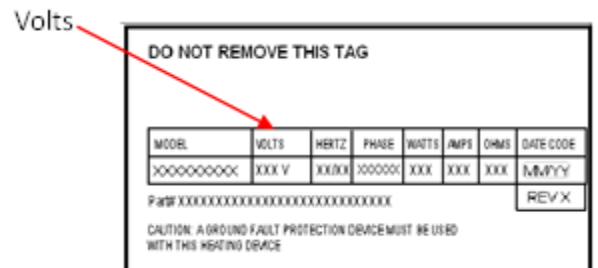 Volts
DO NOT REMOVE THIS TAG
MODEL VOLTS HERTZ PHASE WATTS AMPS OHMS DATE CODE
XXXXXXXXX XXX V XX/XX XXXXXX XXX XXX XXX MM/YY
Part# XXXXXXXXXXXXXXXXXXXXXXXXXXXXX REV X
CAUTION: A GROUND FAULT PROTECTION DEVICE MUST BE USED
WITH THIS HEATING DEVICE